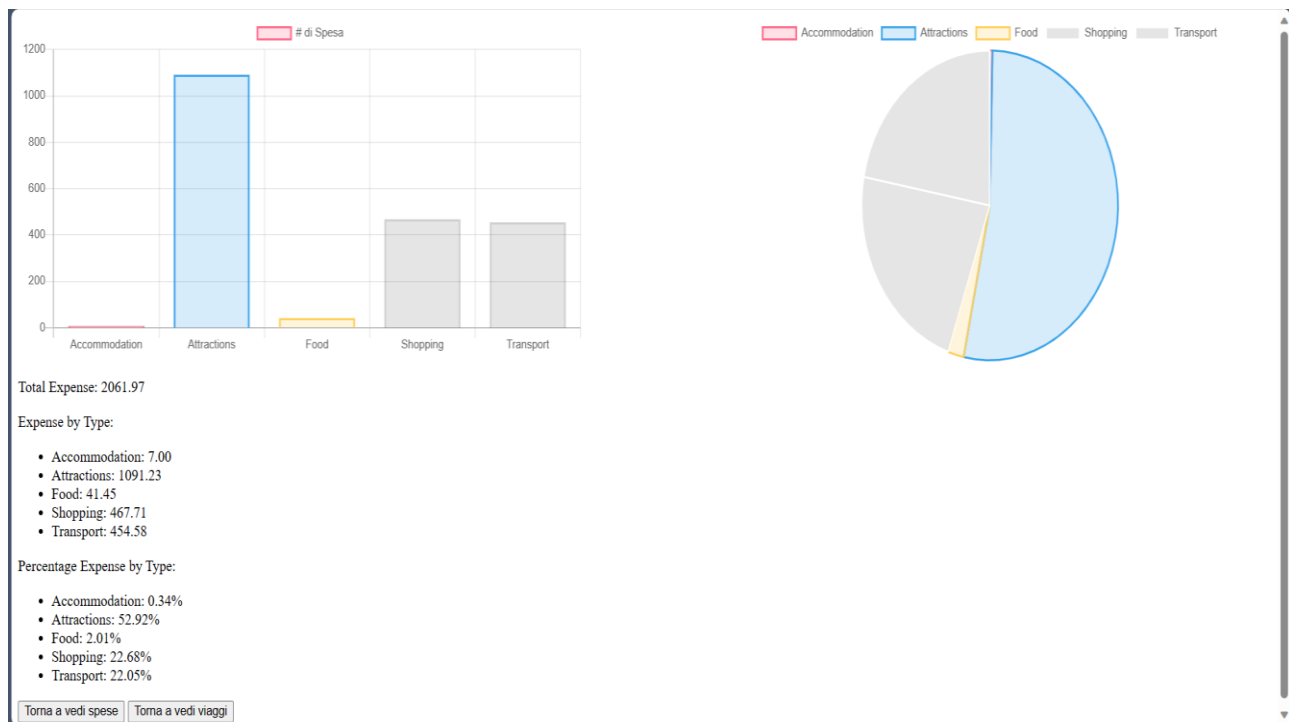 # di Spesa
1200
1000
800
600
400
200
0
Accommodation Attractions Food Shopping Transport
Accommodation Attractions Food Shopping Transport
Total Expense: 2061.97
Expense by Type:
• Accommodation: 7.00
• Attractions: 1091.23
• Food: 41.45
• Shopping: 467.71
• Transport: 454.58
Percentage Expense by Type:
• Accommodation: 0.34%
• Attractions: 52.92%
• Food: 2.01%
• Shopping: 22.68%
• Transport: 22.05%
Torna a vedi spese Torna a vedi viaggi